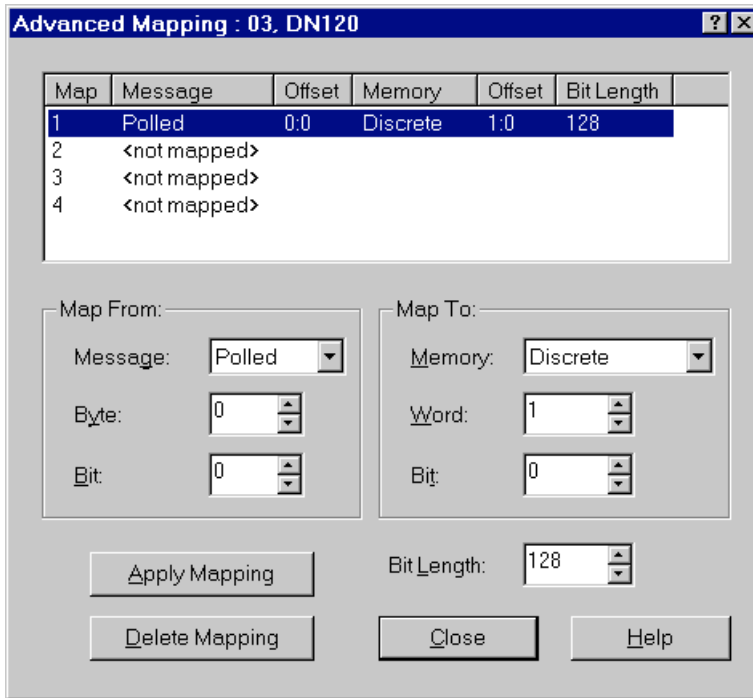 Advanced Mapping : 03, DN120
Map Message Offset Memory Offset Bit Length
1 Polled 0:0 Discrete 1:0 128
2 <not mapped>
3 <not mapped>
4 <not mapped>
Map From: Map To:
Message: Polled Memory: Discrete
Byte: 0 Word: 1
Bit: 0 Bit: 0
Apply Mapping Bit Length: 128
Delete Mapping Close Help